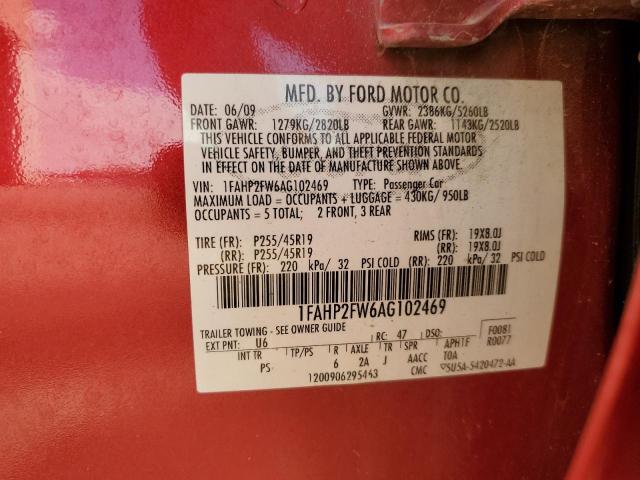 MFD. BY FORD MOTOR CO.
DATE: 06/09 GVWR: 2386KG/5260LB
FRONT GAWR: 1279KG/2820LB REAR GAWR: 1143KG/2520LB
THIS VEHICLE CONFORMS TO ALL APPLICABLE FEDERAL MOTOR
VEHICLE SAFETY, BUMPER, AND THEFT PREVENTION STANDARDS
IN EFFECT ON THE DATE OF MANUFACTURE SHOWN ABOVE.
VIN: 1FAHP2FW6AG102469 TYPE: Passenger Car
MAXIMUM LOAD = OCCUPANTS + LUGGAGE = 430KG/ 950LB
OCCUPANTS = 5 TOTAL; 2 FRONT, 3 REAR
TIRE (FR): P255/45R19 RIMS (FR): 19X8.0J
(RR): P255/45R19 (RR): 19X8.0J
PRESSURE (FR): 220 kPa/ 32 PSI COLD (RR): 220 kPa/ 32 PSI COLD
1FAHP2FW6AG102469
TRAILER TOWING - SEE OWNER GUIDE
EXT PNT: U6 RC: 47 DSO: F0081
R0077
INT TR TP/PS R AXLE TR SPR APHTF
PS 6 2A J AACC TOA
1200906295443 CMC 5U5A-5420472-AA